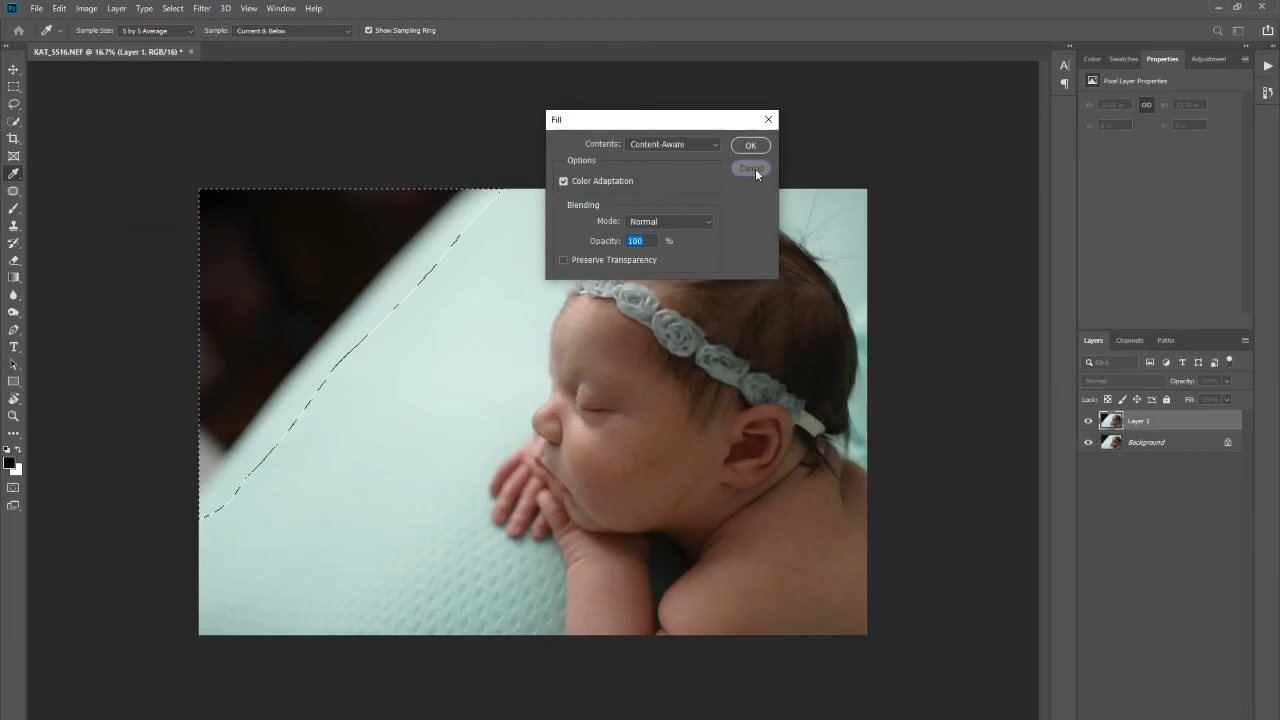 Ps File Edit Image Layer Type Select Filter 3D View Window Help
Sample Size: 5 by 5 Average Sample: Current & Below Show Sampling Ring
KAT_5516.NEF @ 16.7% (Layer 1, RGB/16) * ×
Color Swatches Properties Adjustment
Pixel Layer Properties
Fill
Contents: Content-Aware OK
Options
Cancel
Color Adaptation
Blending
Mode: Normal
Opacity: 100 %
Preserve Transparency
Layers Channels Paths
Kind
Normal Opacity: 100%
Lock: Fill: 100%
Layer 1
Background